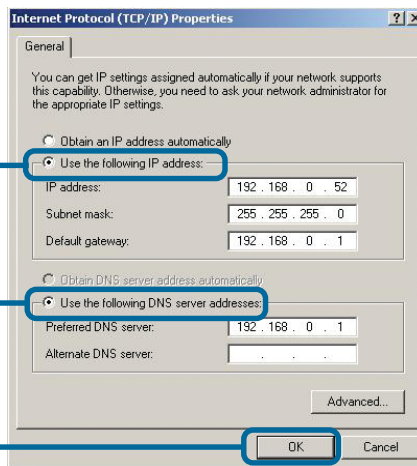 Internet Protocol (TCP/IP) Properties
General
You can get IP settings assigned automatically if your network supports
this capability. Otherwise, you need to ask your network administrator for
the appropriate IP settings.
Obtain an IP address automatically
Use the following IP address:
IP address: 192 . 168 . 0 . 52
Subnet mask: 255 . 255 . 255 . 0
Default gateway: 192 . 168 . 0 . 1
Obtain DNS server address automatically
Use the following DNS server addresses:
Preferred DNS server: 192 . 168 . 0 . 1
Alternate DNS server: . . .
Advanced...
OK Cancel